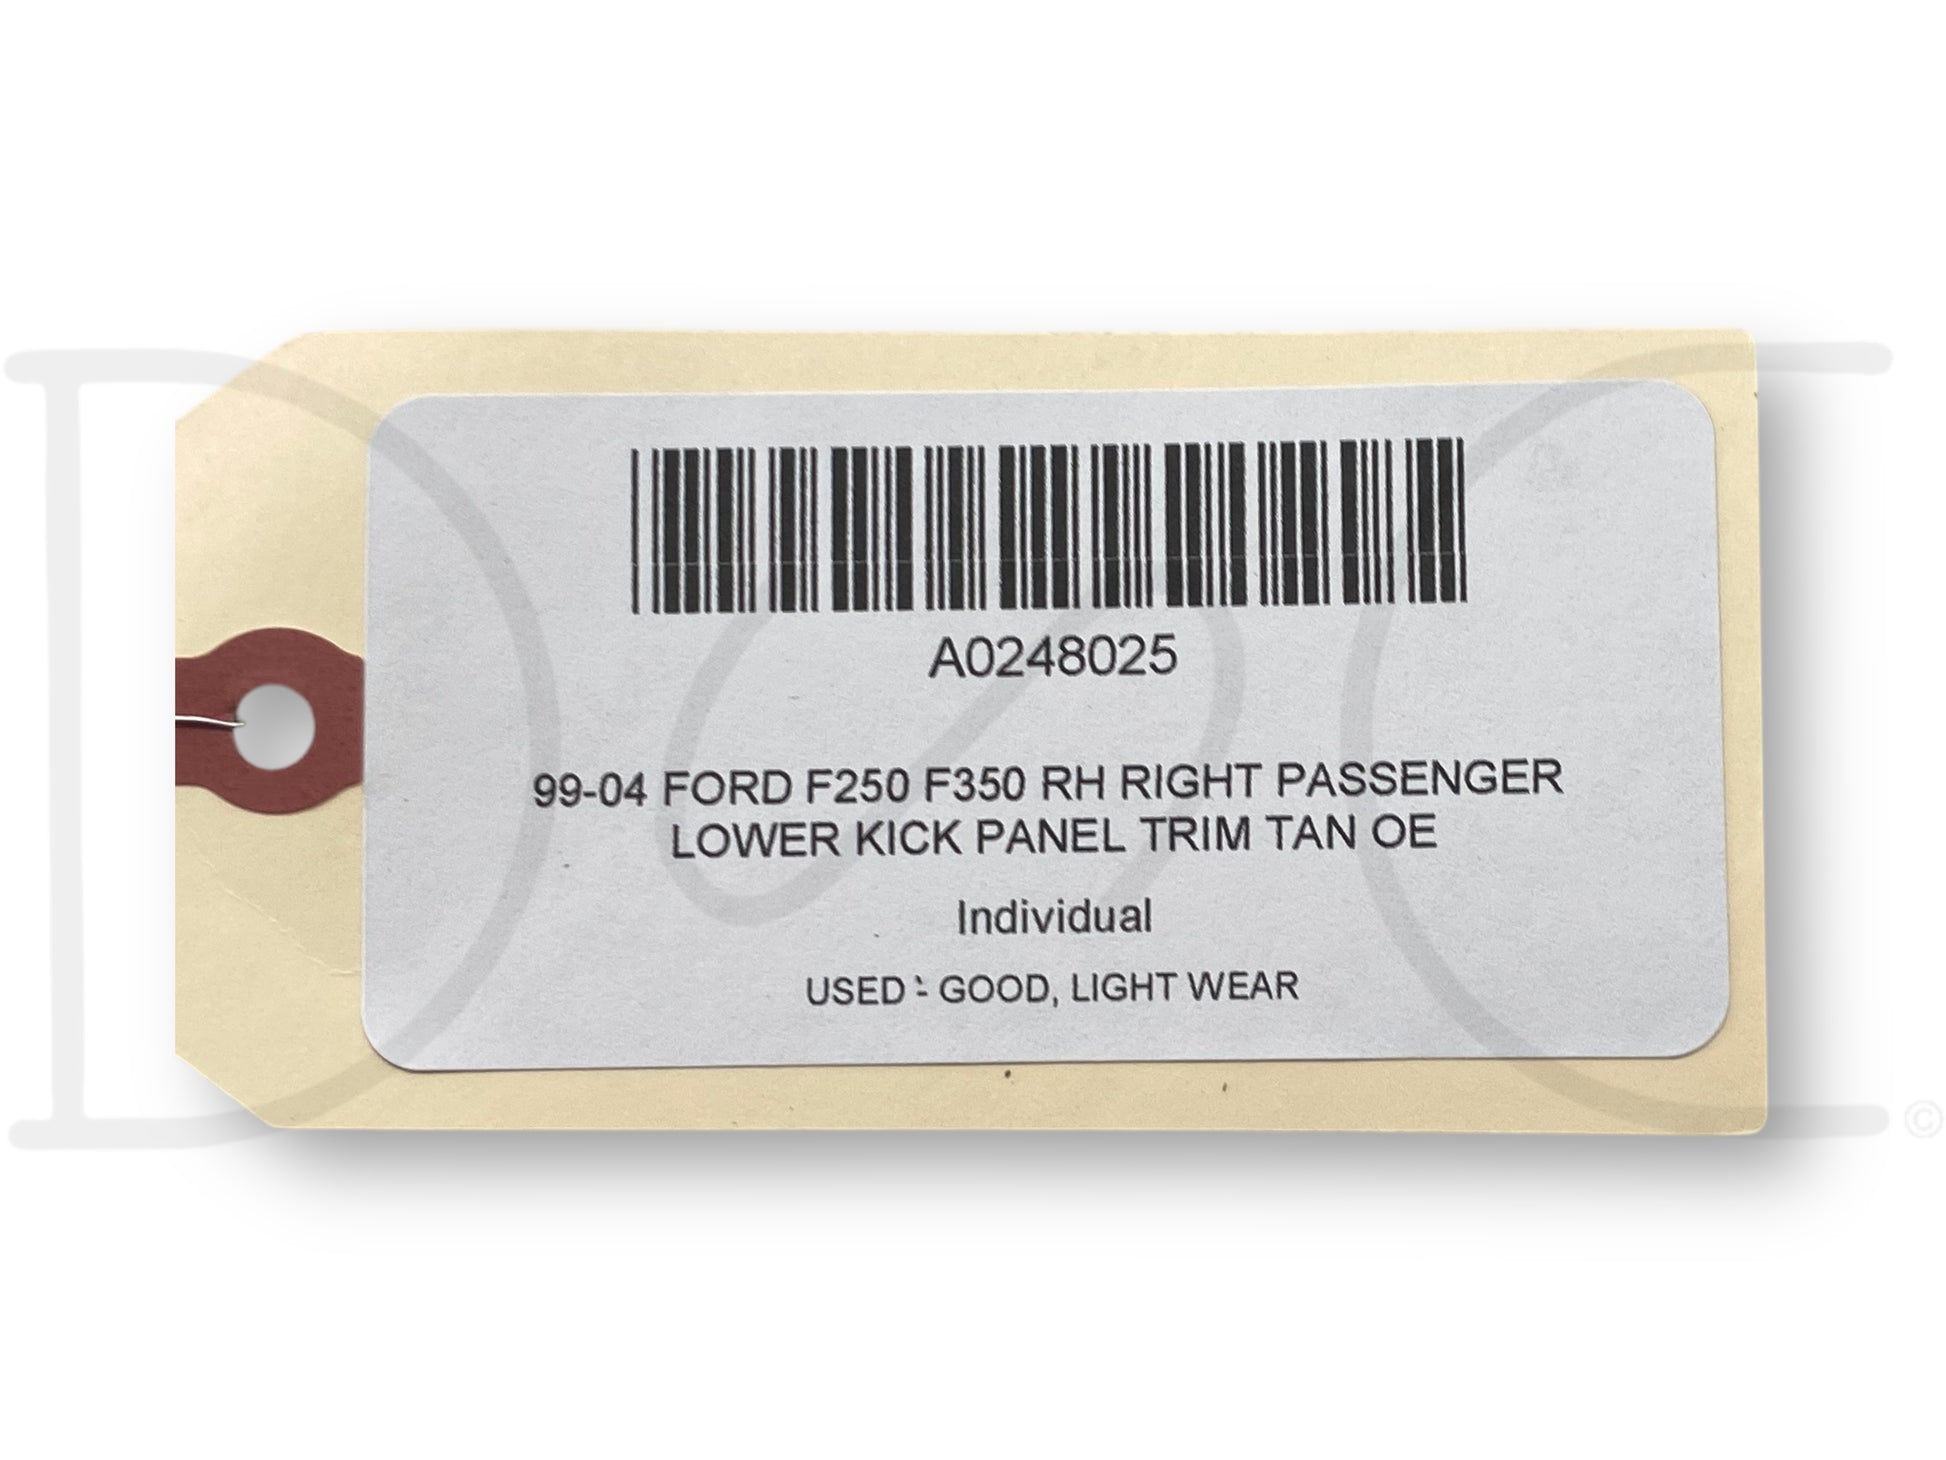 A0248025
99-04 FORD F250 F350 RH RIGHT PASSENGER
LOWER KICK PANEL TRIM TAN OE
Individual
USED - GOOD, LIGHT WEAR
D
C
©